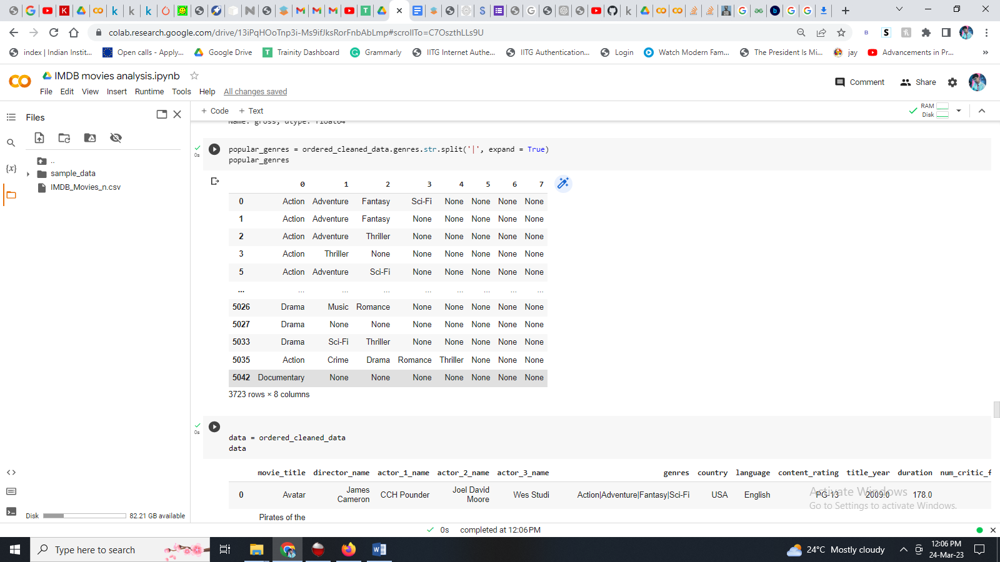 colab.research.google.com/drive/13iPqHOoTnp3i-Ms9ifJksRorFnbAbLmp#scrollTo=C7OszthLLs9U
index | Indian Instit... Open calls - Apply... Google Drive Trainity Dashboard Grammarly IITG Internet Authe... IITG Authentication... Login Watch Modern Fam... The President Is Mi... jay Advancements in Pr... »
IMDB movies analysis.ipynb
Comment Share
File Edit View Insert Runtime Tools Help All changes saved
Files
+ Code + Text
RAM
Disk
Name: gross, dtype: float64
..
sample_data
IMDB_Movies_n.csv
{x}
0s
popular_genres = ordered_cleaned_data.genres.str.split('|', expand = True)
popular_genres
0 1 2 3 4 5 6 7
0 Action Adventure Fantasy Sci-Fi None None None None
1 Action Adventure Fantasy None None None None None
2 Action Adventure Thriller None None None None None
3 Action Thriller None None None None None None
5 Action Adventure Sci-Fi None None None None None
... ... ... ... ... ... ... ... ...
5026 Drama Music Romance None None None None None
5027 Drama None None None None None None None
5033 Drama Sci-Fi Thriller None None None None None
5035 Action Crime Drama Romance Thriller None None None
5042 Documentary None None None None None None None
3723 rows × 8 columns
0s
data = ordered_cleaned_data
data
movie_title director_name actor_1_name actor_2_name actor_3_name genres country language content_rating title_year duration num_critic_f
0 Avatar James Cameron CCH Pounder Joel David Moore Wes Studi Action|Adventure|Fantasy|Sci-Fi USA English PG-13 2009.0 178.0
Pirates of the
Activate Windows
Go to Settings to activate Windows.
Disk 82.21 GB available
0s completed at 12:06 PM
Type here to search
24°C Mostly cloudy
12:06 PM
24-Mar-23